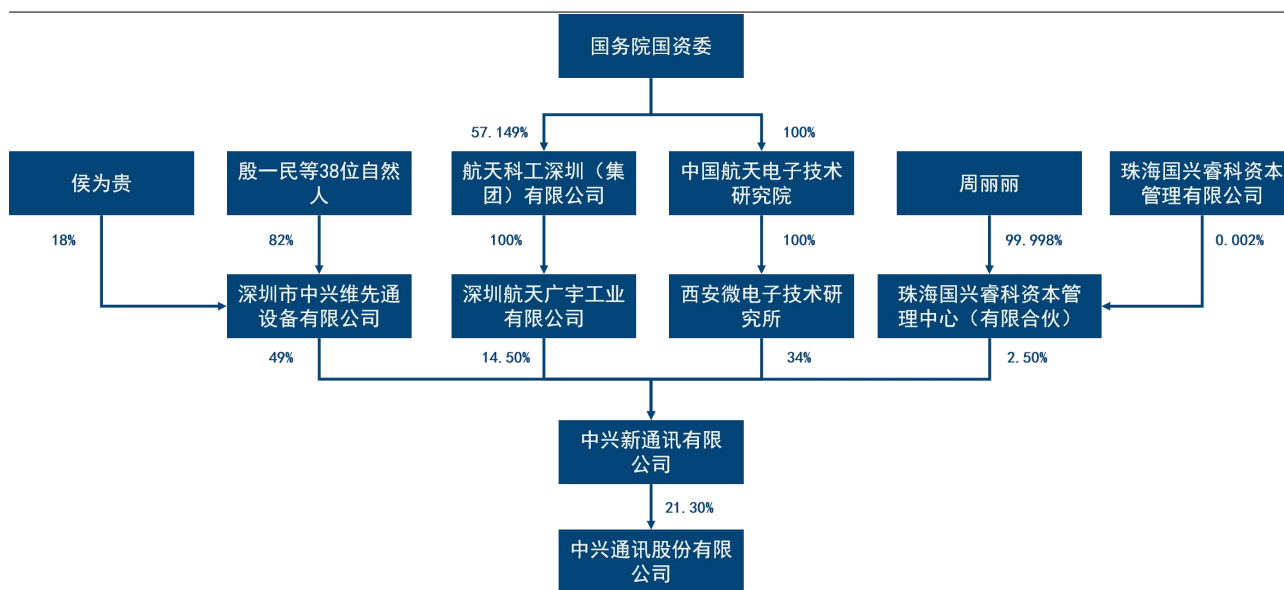 国务院国资委
57.149%
100%
侯为贵
殷一民等38位自然
人
航天科工深圳（集
团）有限公司
中国航天电子技术
研究院
周丽丽
珠海国兴睿科资本
管理有限公司
18%
82%
100%
100%
99.998%
0.002%
深圳市中兴维先通
设备有限公司
深圳航天广宇工业
有限公司
西安微电子技术研
究所
珠海国兴睿科资本管
理中心（有限合伙）
49%
14.50%
34%
2.50%
中兴新通讯有限
公司
21.30%
中兴通讯股份有限
公司